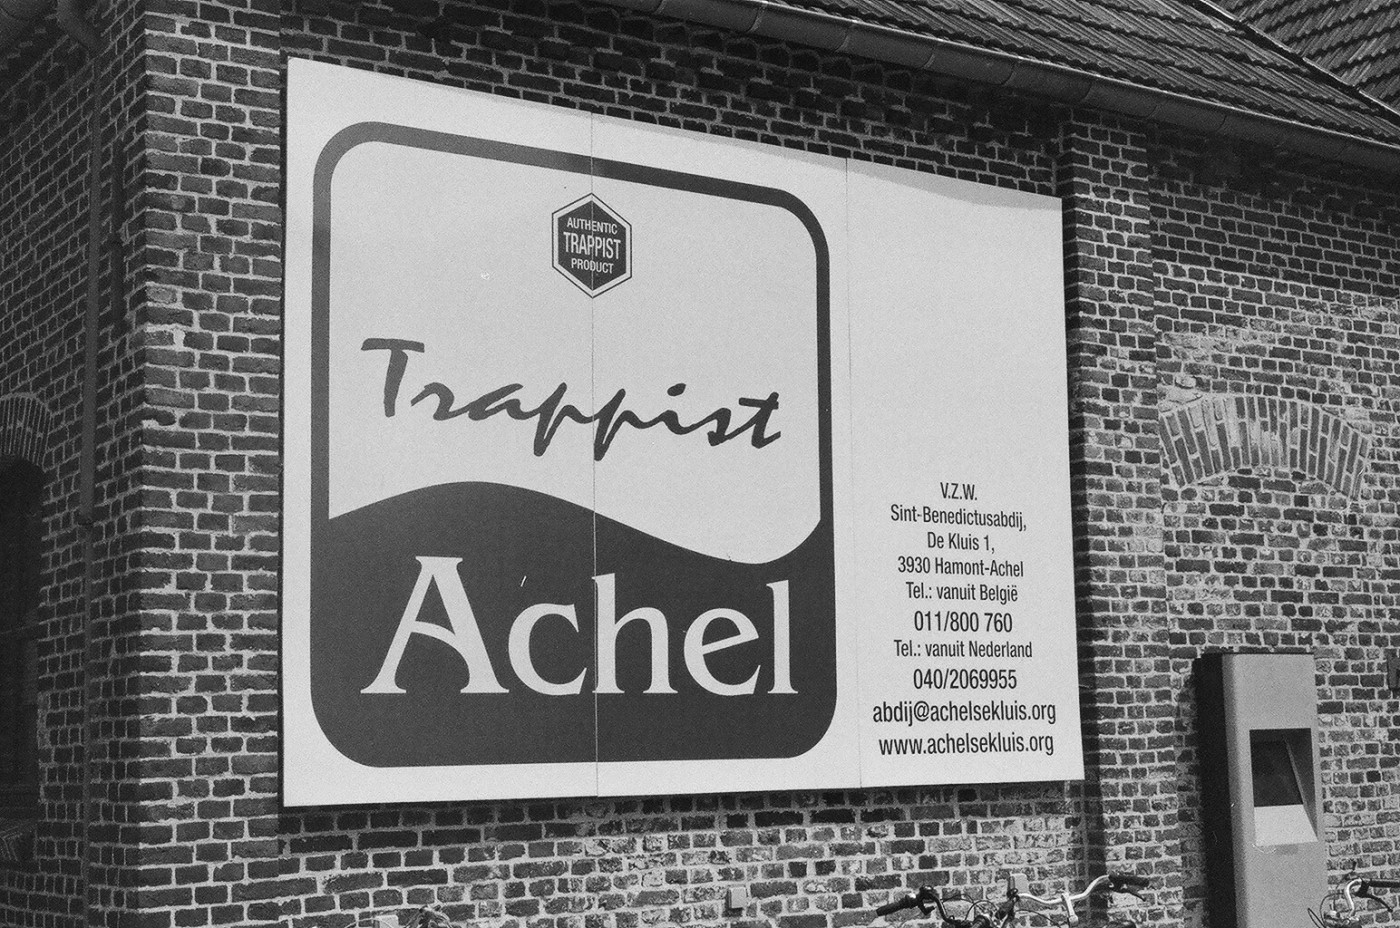 AUTHENTIC
TRAPPIST
PRODUCT
Trappist
Achel
V.Z.W.
Sint-Benedictusabdij,
De Kluis 1,
3930 Hamont-Achel
Tel.: vanuit België
011/800 760
Tel.: vanuit Nederland
040/2069955
abdij@achelsekluis.org
www.achelsekluis.org